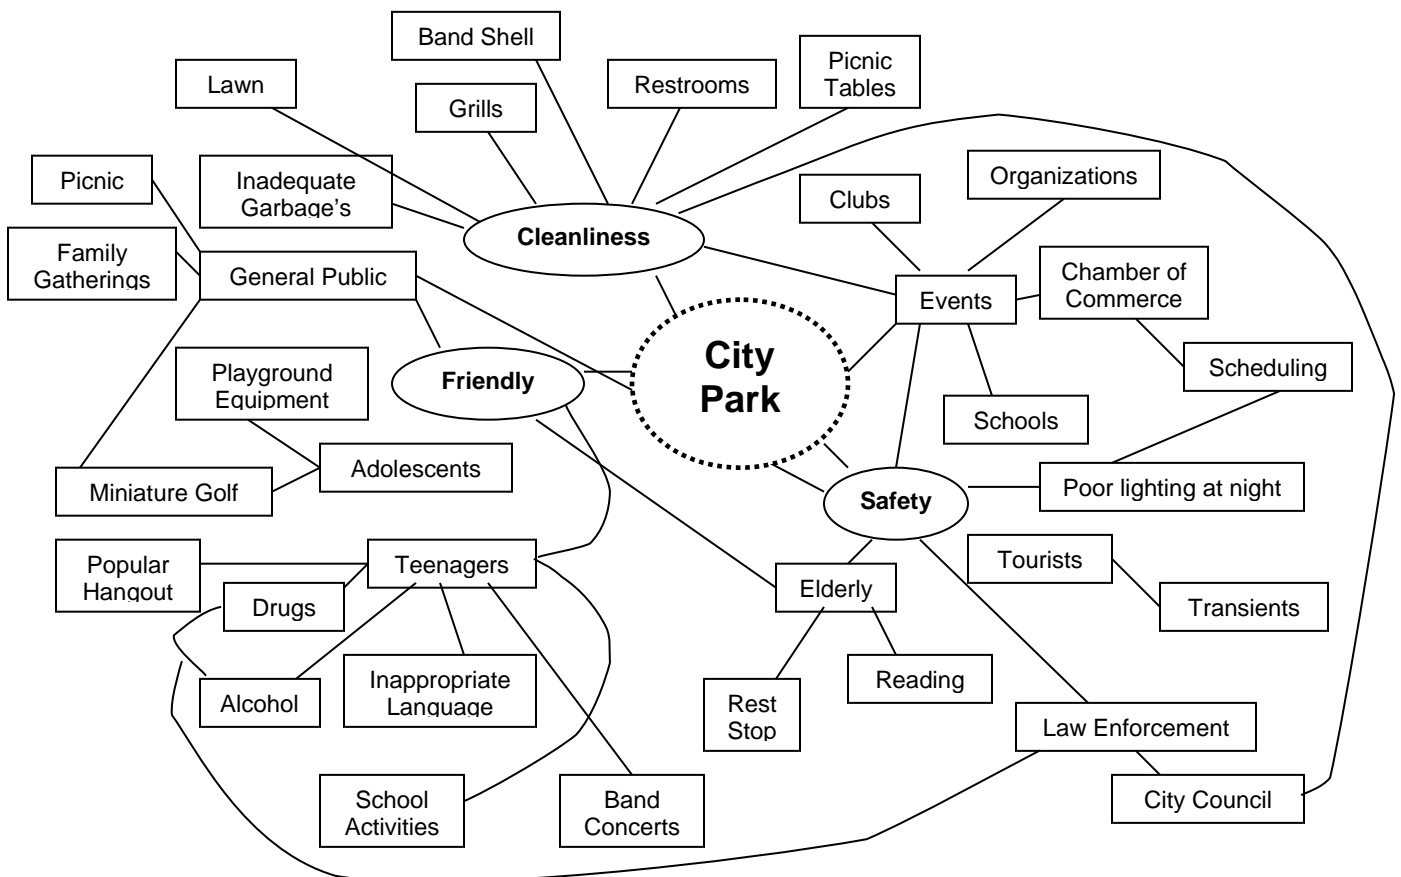 Band Shell
Lawn
Grills
Restrooms
Picnic
Tables
Picnic
Inadequate
Garbage's
Clubs
Organizations
Cleanliness
Family
Gatherings
General Public
Events
Chamber of
Commerce
City
Park
Friendly
Playground
Equipment
Scheduling
Schools
Adolescents
Miniature Golf
Safety
Poor lighting at night
Popular
Hangout
Teenagers
Drugs
Elderly
Tourists
Transients
Alcohol
Inappropriate
Language
Rest
Stop
Reading
Law Enforcement
School
Activities
Band
Concerts
City Council